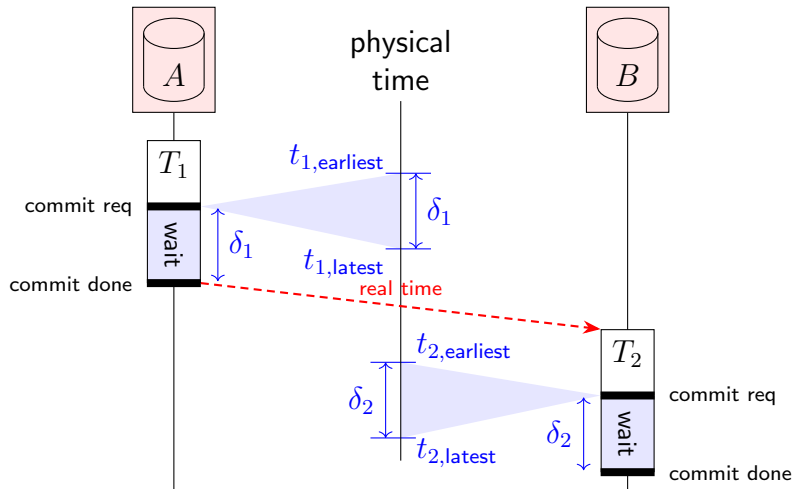 physical
time
A
B
T₁
t₁,earliest
commit req
δ₁
δ₁
wait
t₁,latest
commit done
real time
T₂
t₂,earliest
δ₂
commit req
δ₂
wait
t₂,latest
commit done